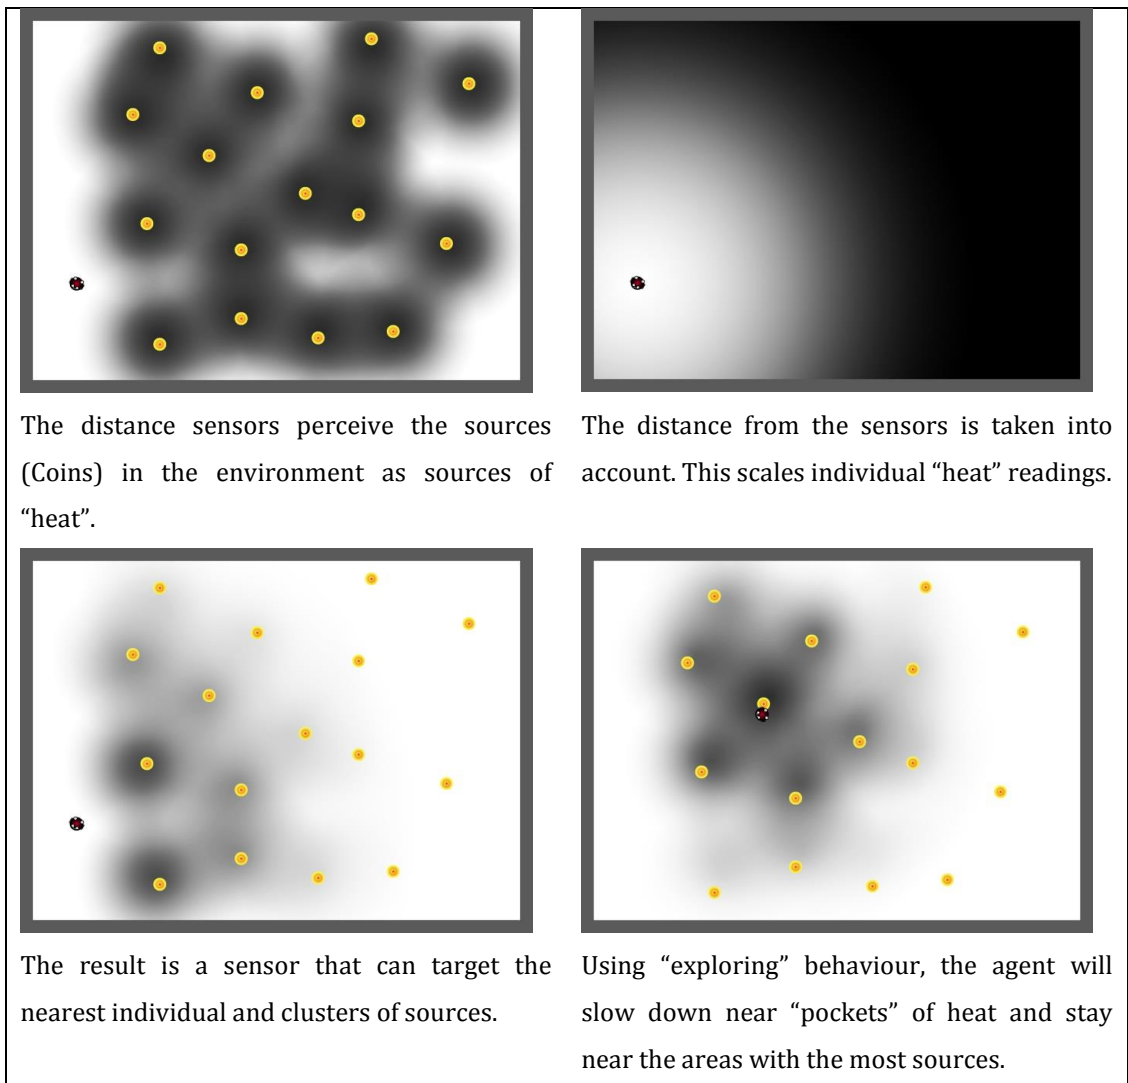 The distance sensors perceive the sources
(Coins) in the environment as sources of
“heat”.
The distance from the sensors is taken into
account. This scales individual “heat” readings.
The result is a sensor that can target the
nearest individual and clusters of sources.
Using “exploring” behaviour, the agent will
slow down near “pockets” of heat and stay
near the areas with the most sources.